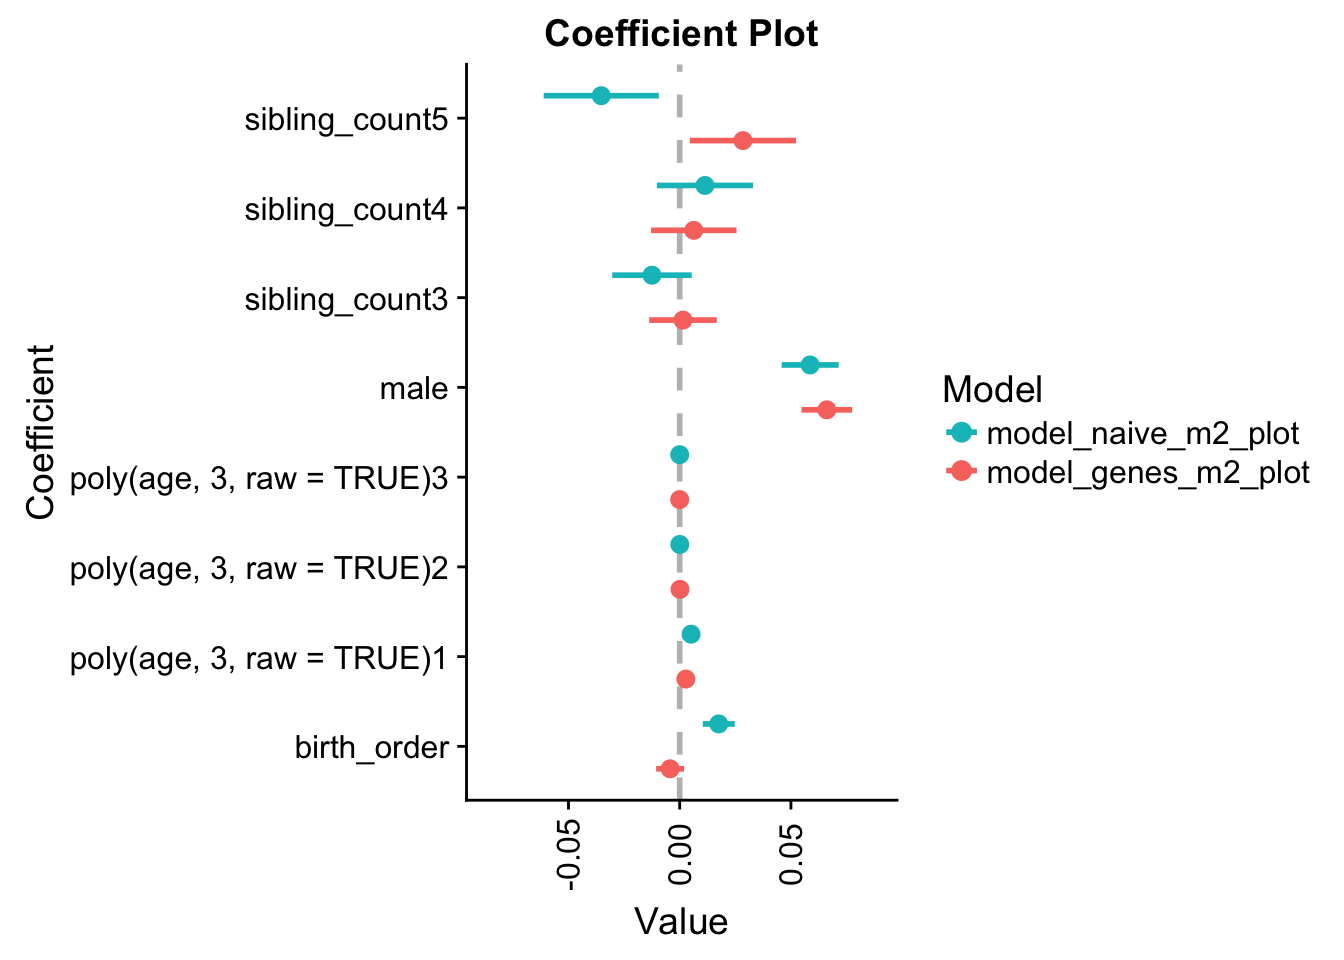 Coefficient Plot
sibling_count5
sibling_count4
sibling_count3
male
poly(age, 3, raw = TRUE)3
poly(age, 3, raw = TRUE)2
poly(age, 3, raw = TRUE)1
birth_order
Coefficient
-0.05
0.00
0.05
Value
Model
model_naive_m2_plot
model_genes_m2_plot